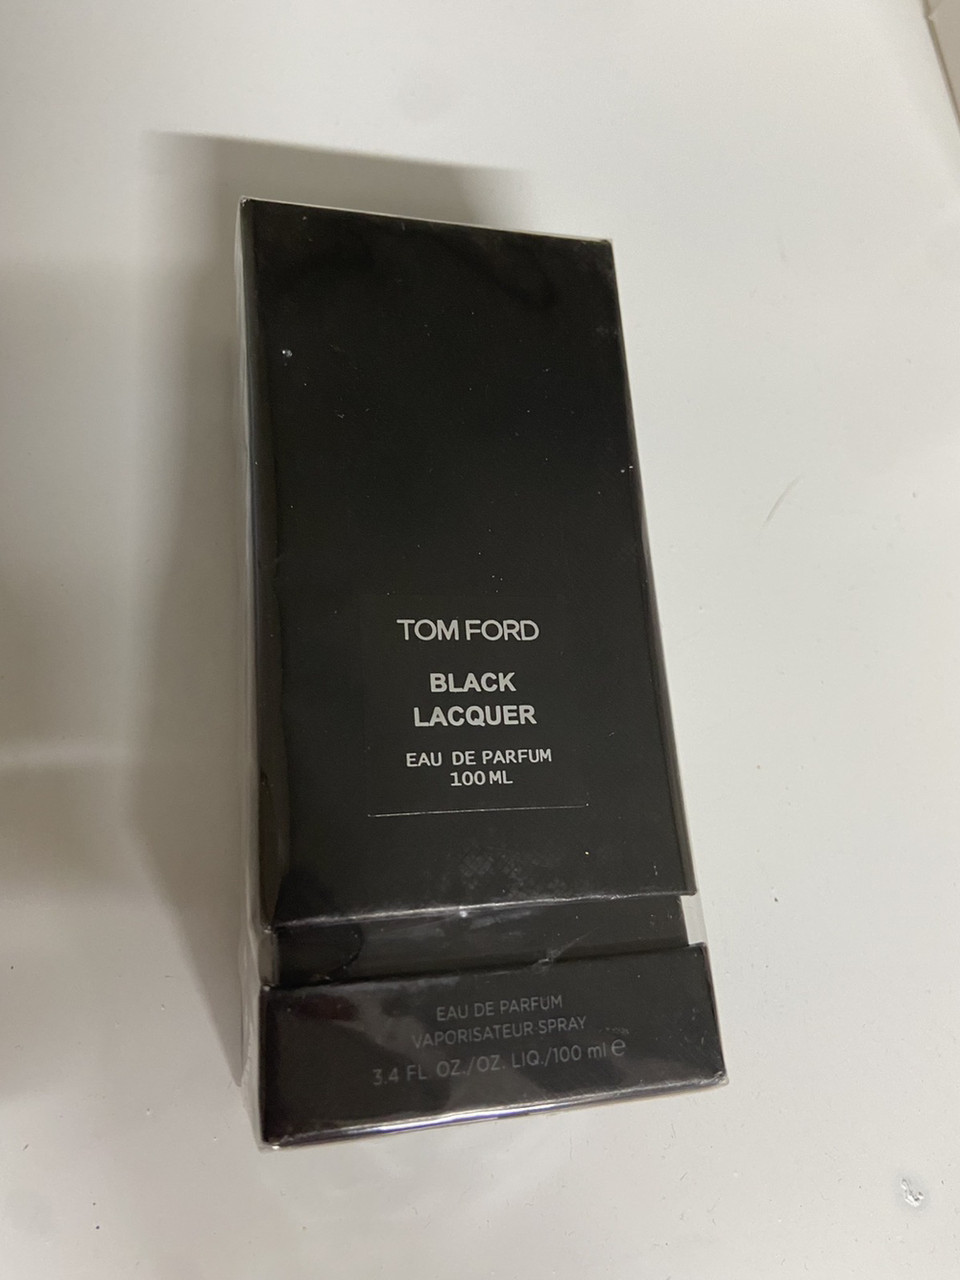 TOM FORD
BLACK
LACQUER
EAU DE PARFUM
100 ML
EAU DE PARFUM
VAPORISATEUR SPRAY
3.4 FL OZ./OZ. LIQ./100 ml e